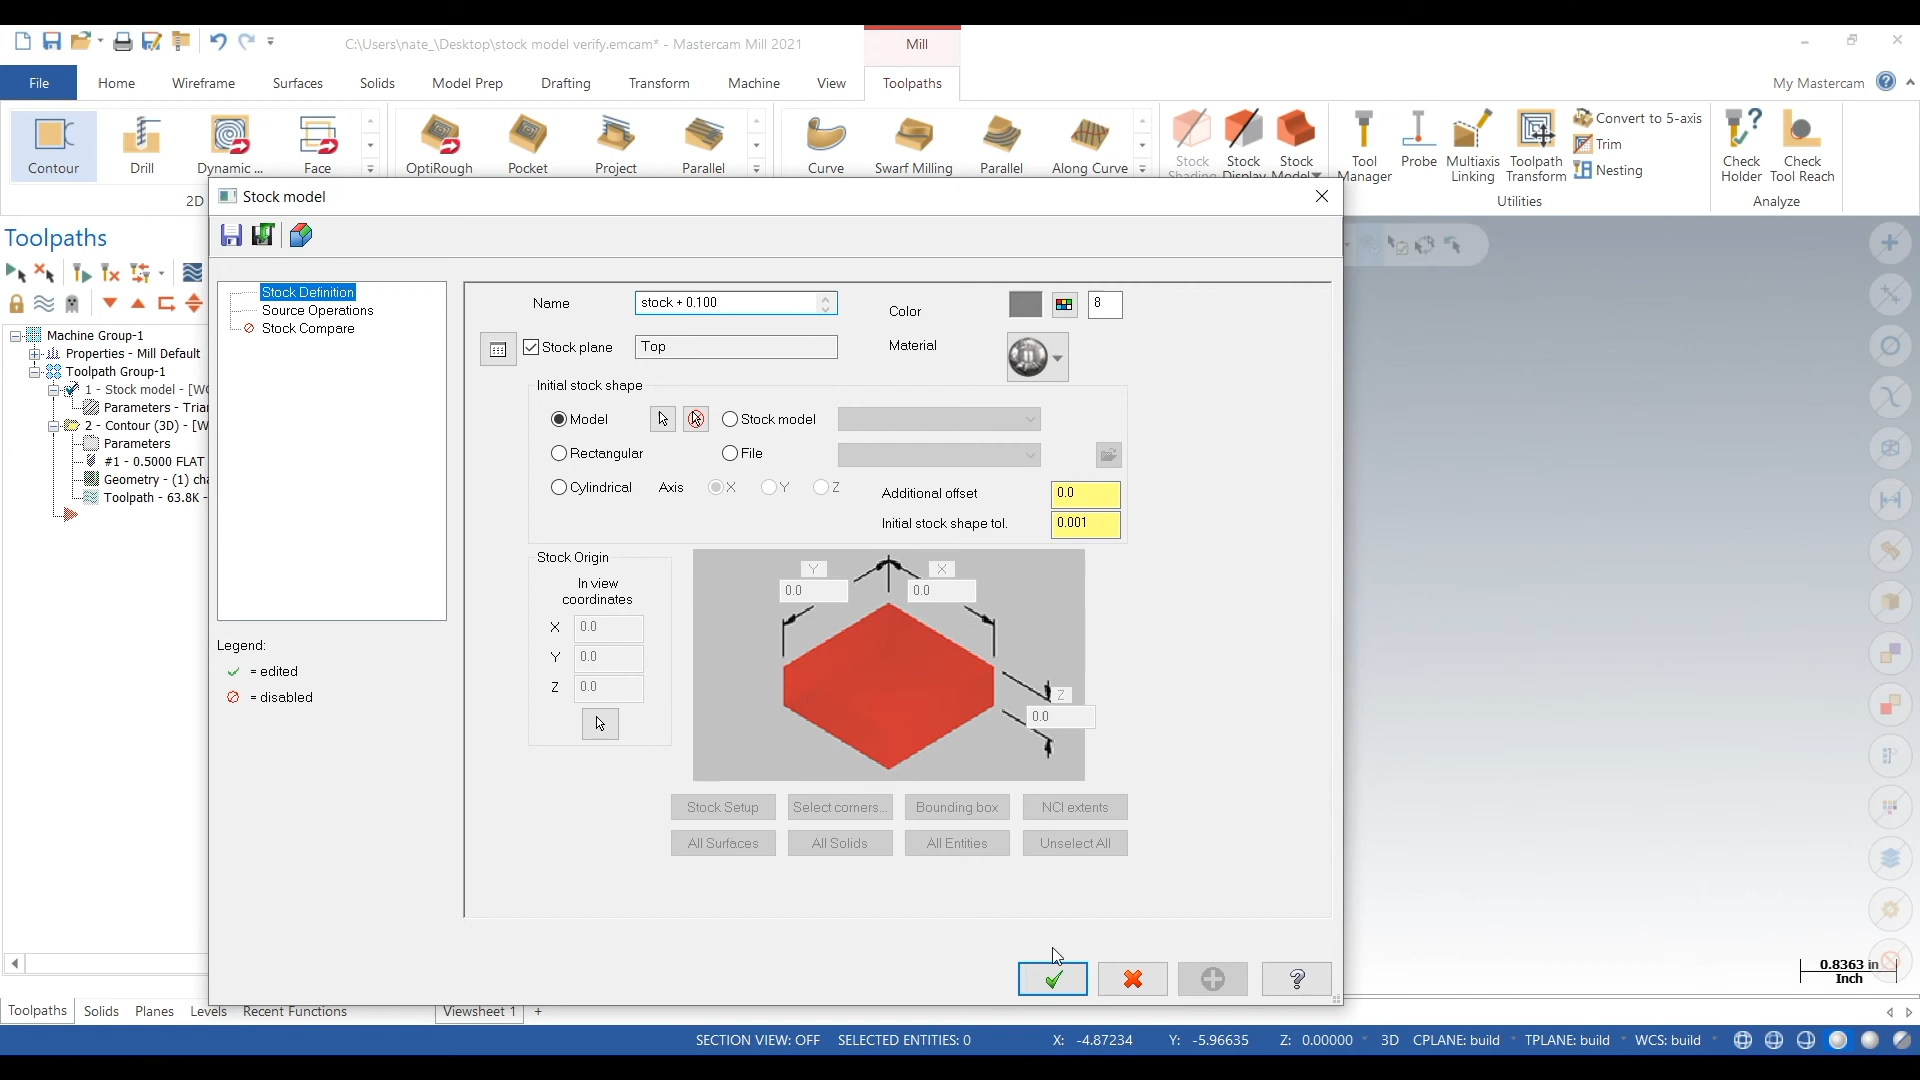 C:\Users\nate_\Desktop\stock model verify.emcam* - Mastercam Mill 2021
Mill
File
Home
Wireframe
Surfaces
Solids
Model Prep
Drafting
Transform
Machine
View
Toolpaths
My Mastercam
Contour
Drill
Dynamic ...
Face
OptiRough
Pocket
Project
Parallel
Curve
Swarf Milling
Parallel
Along Curve
Stock Shading
Stock Display
Stock Model
Tool Manager
Probe
Multiaxis Linking
Toolpath Transform
Convert to 5-axis
Trim
Nesting
Check Holder
Check Tool Reach
2D
Utilities
Analyze
Toolpaths
Machine Group-1
Properties - Mill Default
Toolpath Group-1
1 - Stock model - [WC
Parameters - Trian
2 - Contour (3D) - [W
Parameters
#1 - 0.5000 FLAT
Geometry - (1) cha
Toolpath - 63.8K -
Stock model
Stock Definition
Source Operations
Stock Compare
Legend:
= edited
= disabled
Name
stock + 0.100
Color
8
Stock plane
Top
Material
Initial stock shape
Model
Stock model
Rectangular
File
Cylindrical
Axis
X
Y
Z
Additional offset
0.0
Initial stock shape tol.
0.001
Stock Origin
In view
coordinates
X
0.0
Y
0.0
Z
0.0
Y
0.0
X
0.0
Z
0.0
Stock Setup
Select corners...
Bounding box
NCI extents
All Surfaces
All Solids
All Entities
Unselect All
0.8363 in
Inch
Toolpaths
Solids
Planes
Levels
Recent Functions
Viewsheet 1
+
SECTION VIEW: OFF
SELECTED ENTITIES: 0
X: -4.87234
Y: -5.96635
Z: 0.00000
3D
CPLANE: build
TPLANE: build
WCS: build